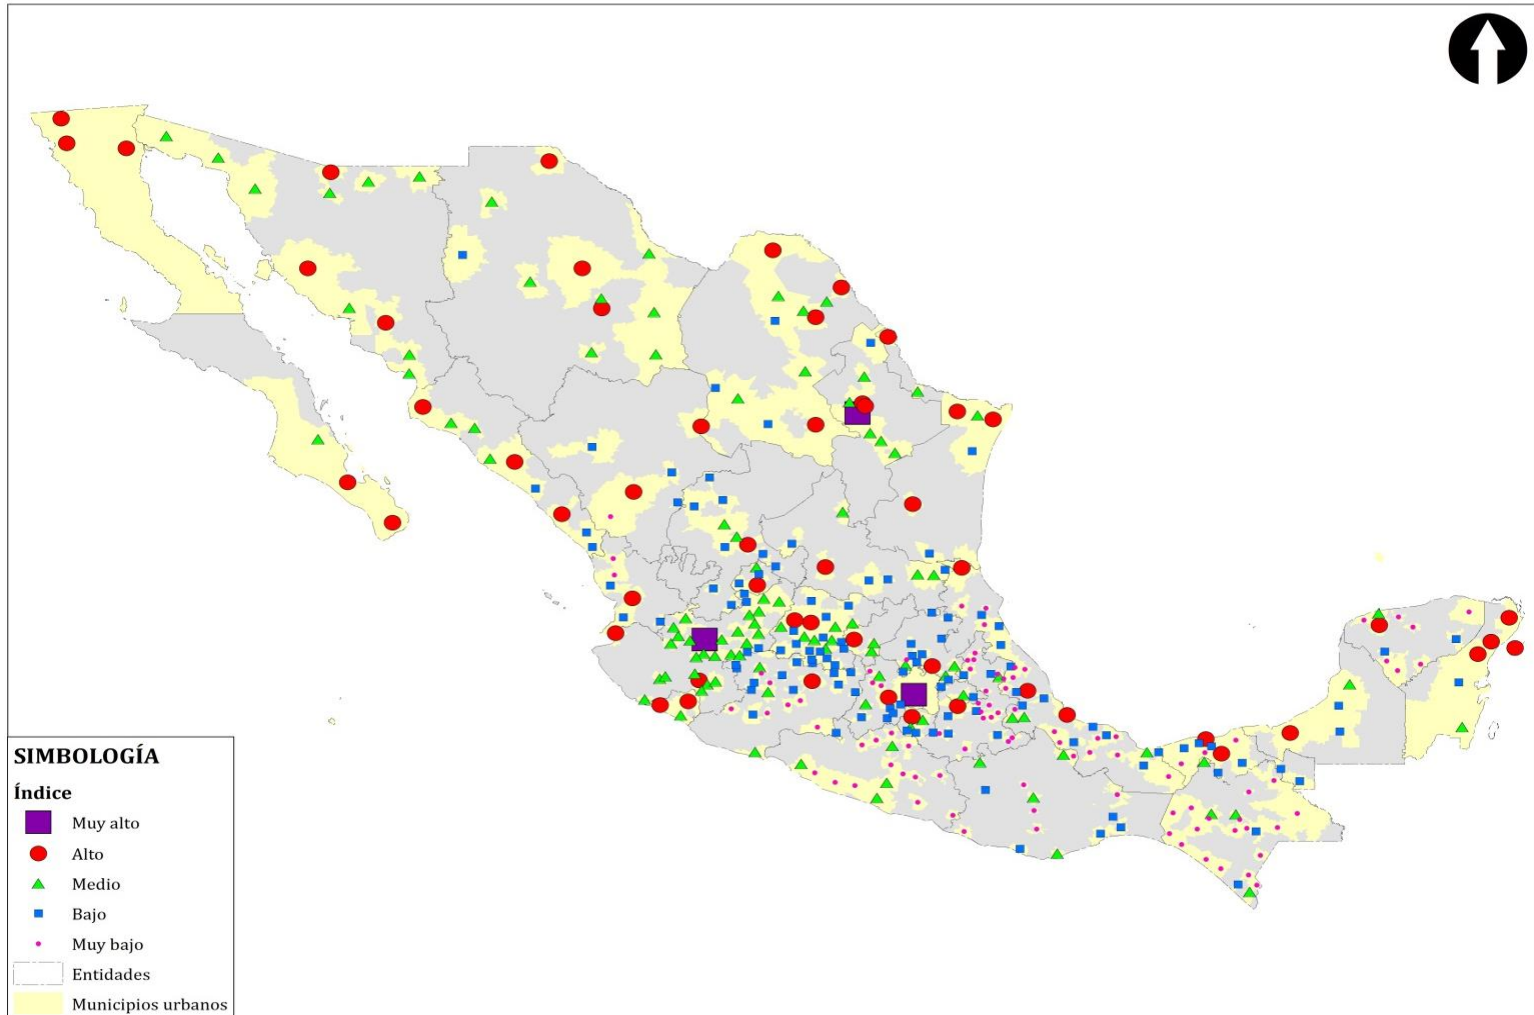 SIMBOLOGÍA
Índice
Muy alto
Alto
Medio
Bajo
Muy bajo
Entidades
Municipios urbanos